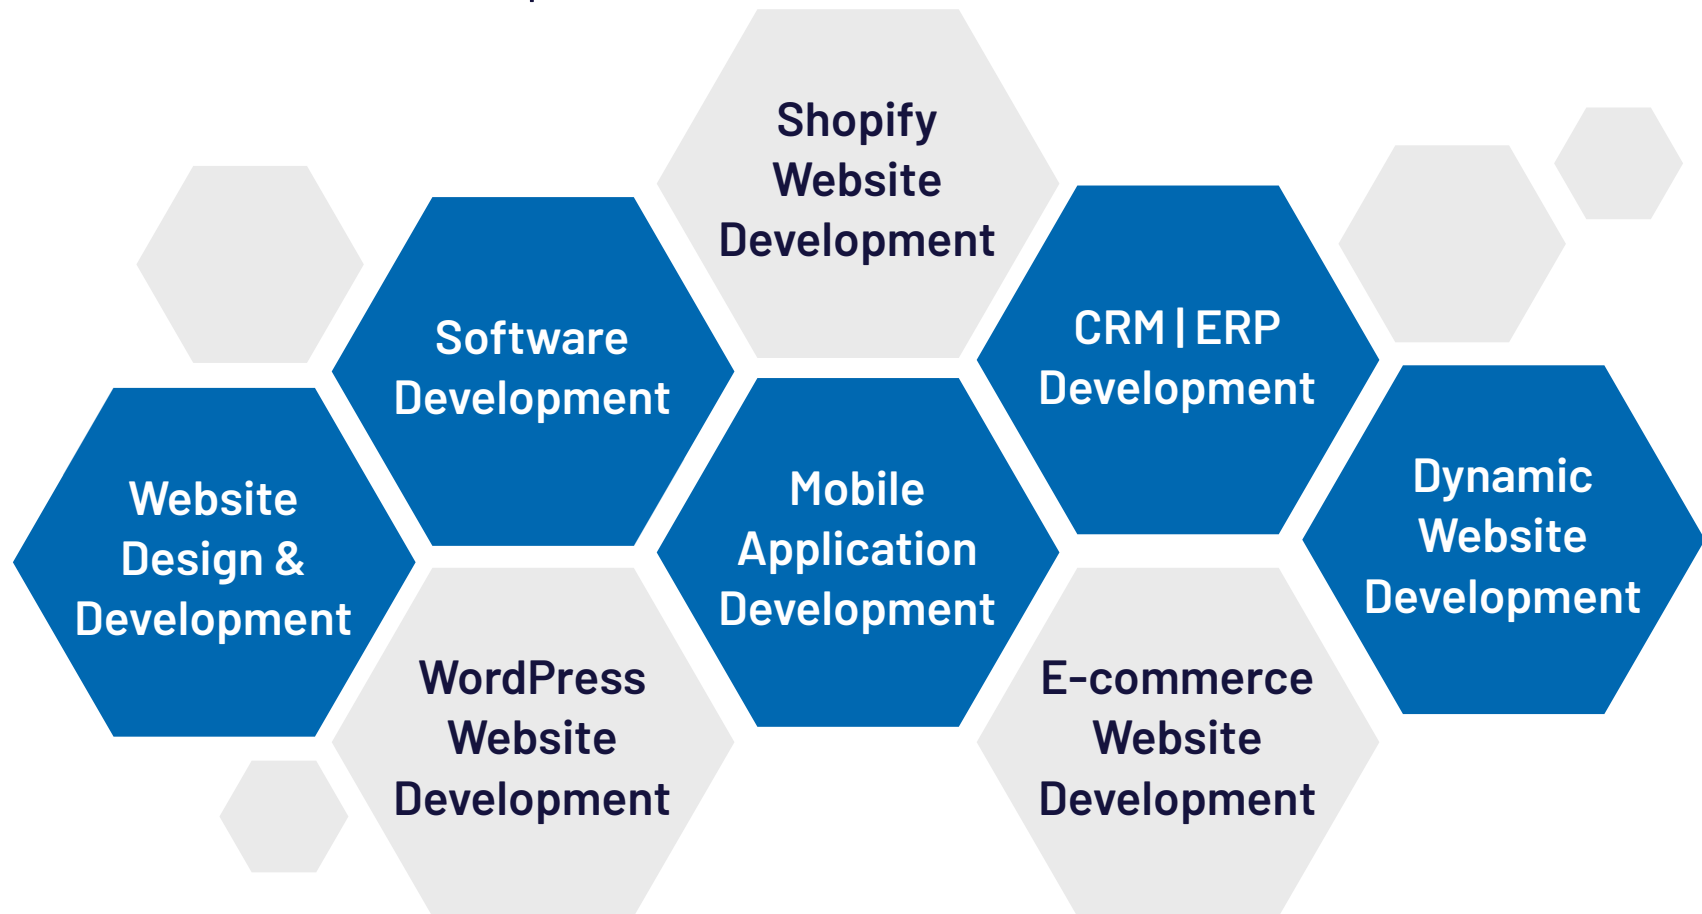 Shopify
Website
Development
Software
Development
CRM | ERP
Development
Website
Design &
Development
Mobile
Application
Development
Dynamic
Website
Development
WordPress
Website
Development
E-commerce
Website
Development